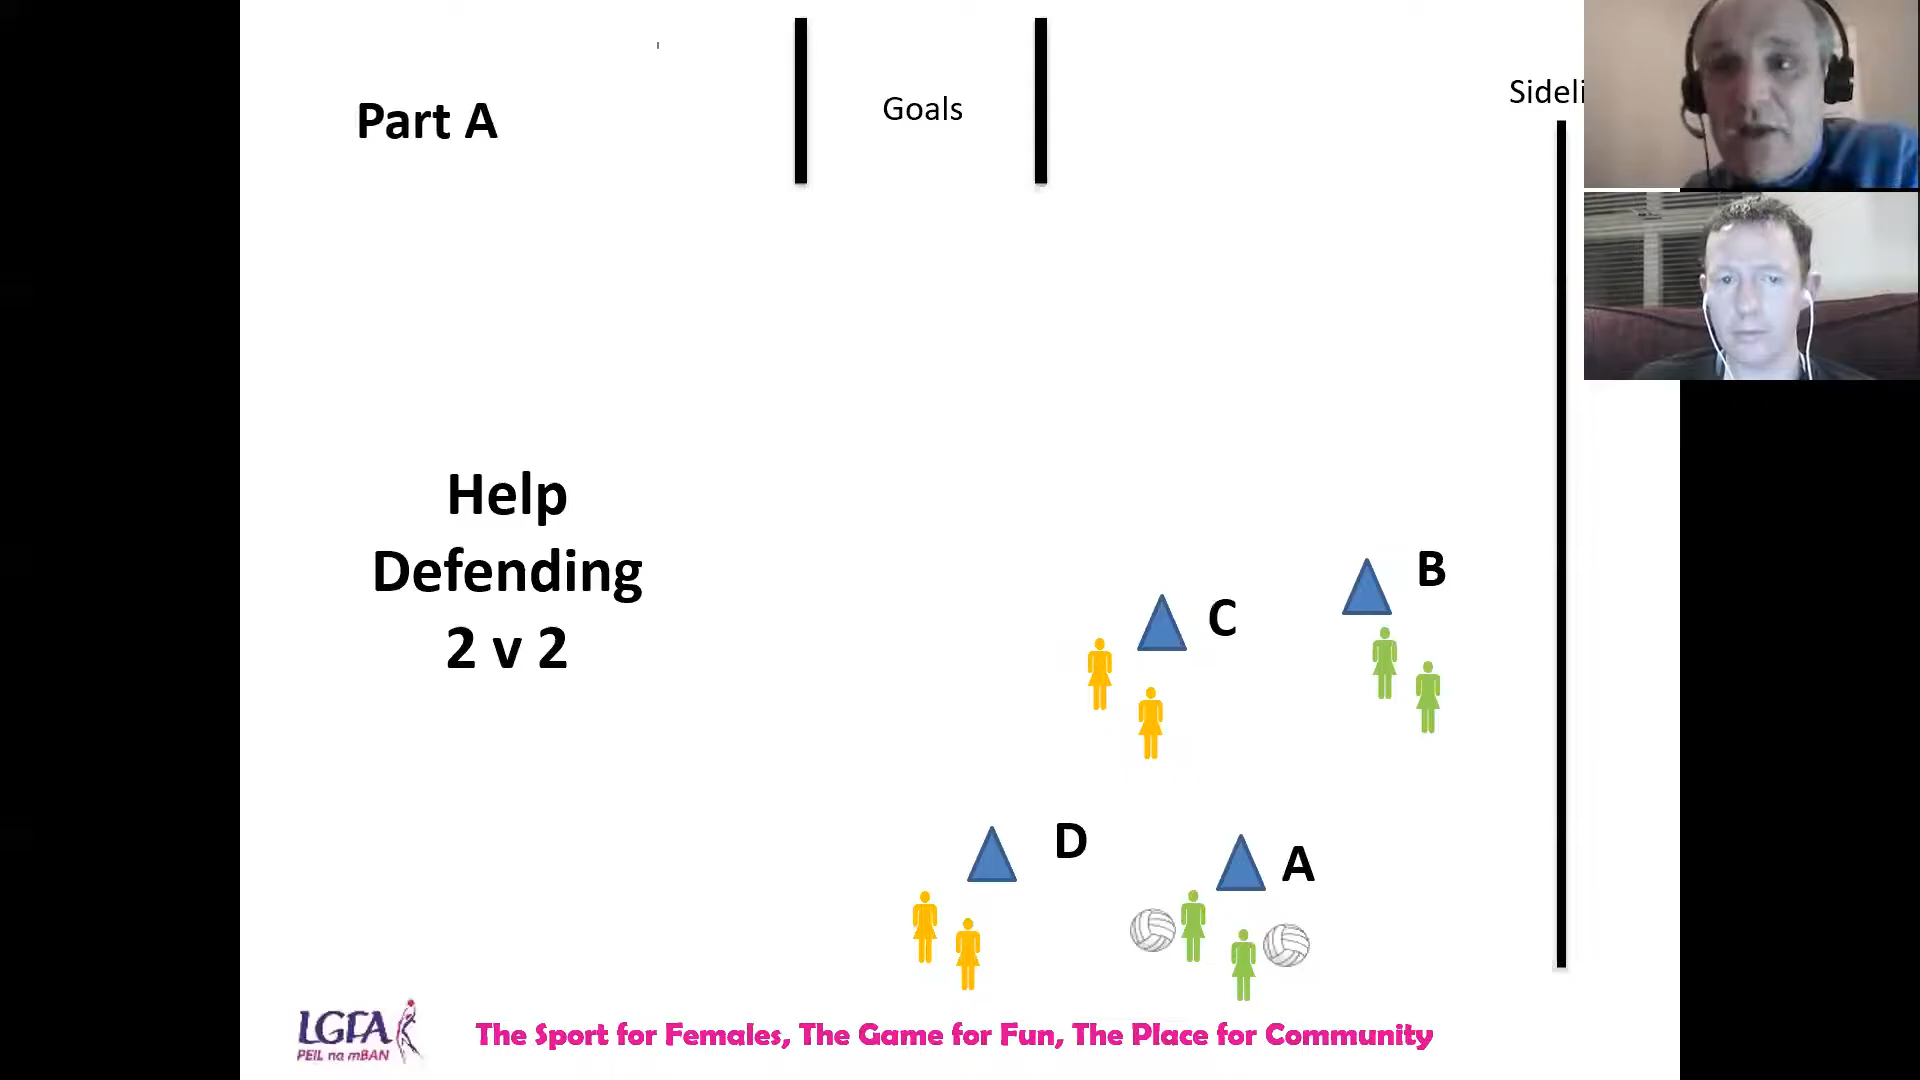 Part A
Goals
Sideli
Help
Defending
2 v 2
B
C
D
A
LGFA
PEIL na mBAN
The Sport for Females, The Game for Fun, The Place for Community